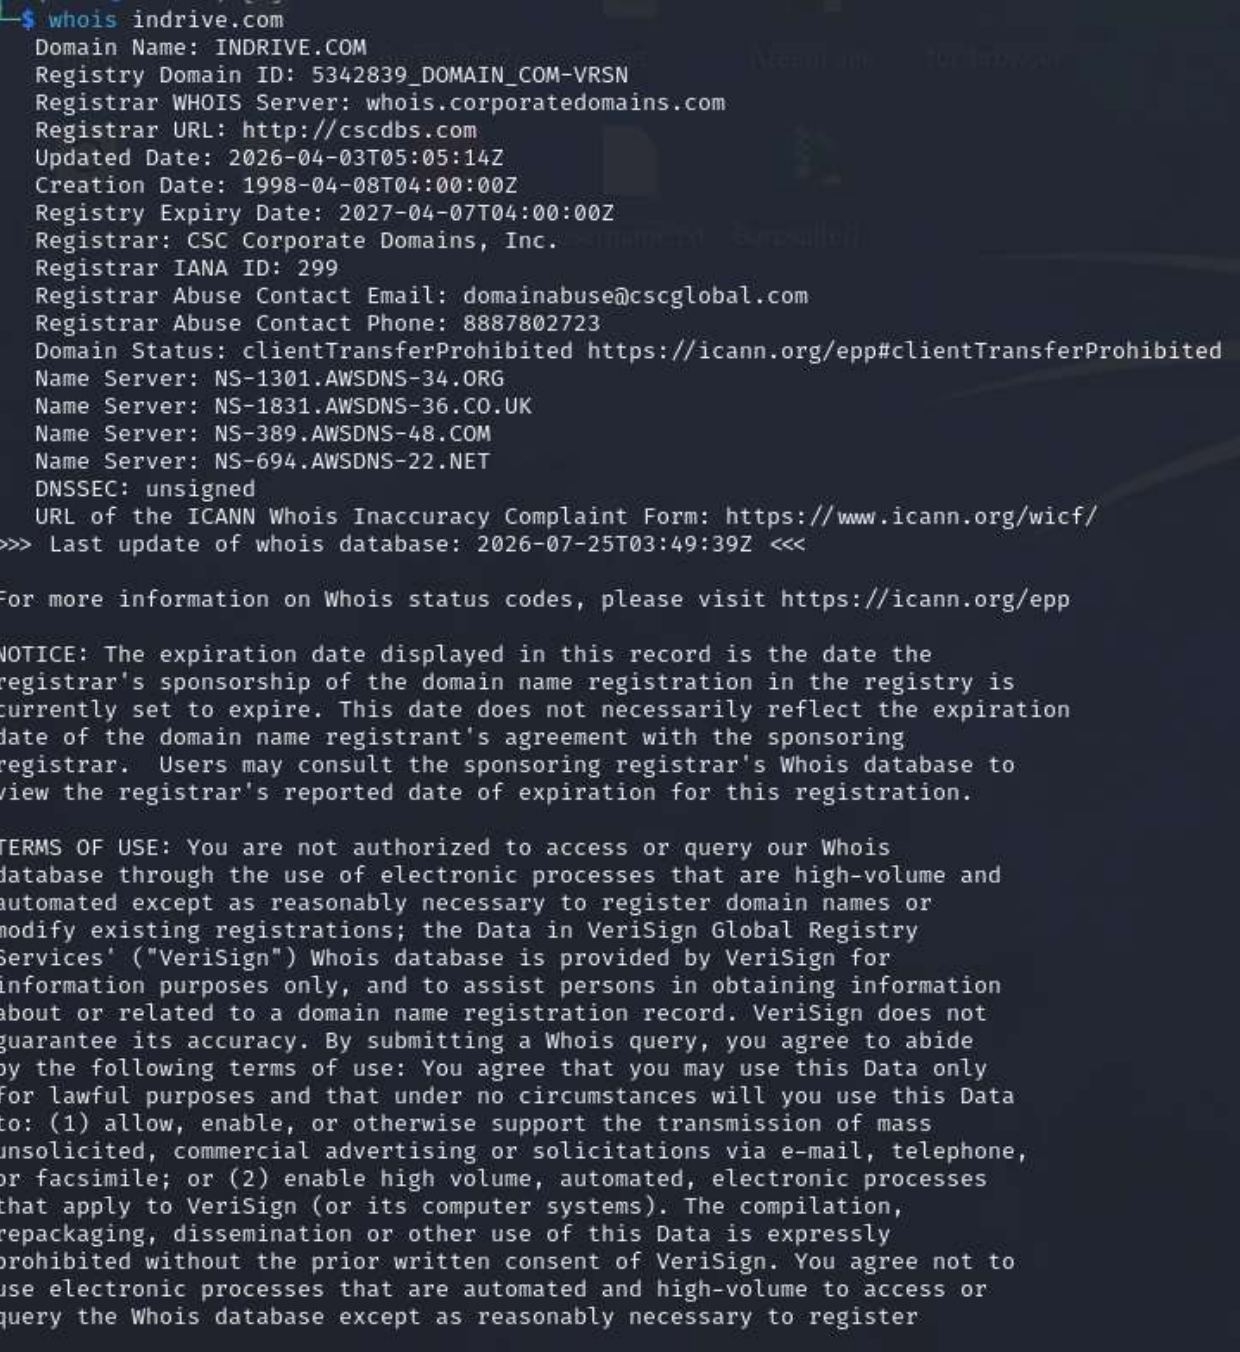 $ whois indrive.com
Domain Name: INDRIVE.COM
Registry Domain ID: 5342839_DOMAIN_COM-VRSN
Registrar WHOIS Server: whois.corporatedomains.com
Registrar URL: http://cscdbs.com
Updated Date: 2026-04-03T05:05:14Z
Creation Date: 1998-04-08T04:00:00Z
Registry Expiry Date: 2027-04-07T04:00:00Z
Registrar: CSC Corporate Domains, Inc.
Registrar IANA ID: 299
Registrar Abuse Contact Email: domainabuse@cscglobal.com
Registrar Abuse Contact Phone: 8887802723
Domain Status: clientTransferProhibited https://icann.org/epp#clientTransferProhibited
Name Server: NS-1301.AWSDNS-34.ORG
Name Server: NS-1831.AWSDNS-36.CO.UK
Name Server: NS-389.AWSDNS-48.COM
Name Server: NS-694.AWSDNS-22.NET
DNSSEC: unsigned
URL of the ICANN Whois Inaccuracy Complaint Form: https://www.icann.org/wicf/
>>> Last update of whois database: 2026-07-25T03:49:39Z <<<
For more information on Whois status codes, please visit https://icann.org/epp
NOTICE: The expiration date displayed in this record is the date the
registrar's sponsorship of the domain name registration in the registry is
currently set to expire. This date does not necessarily reflect the expiration
date of the domain name registrant's agreement with the sponsoring
registrar.  Users may consult the sponsoring registrar's Whois database to
view the registrar's reported date of expiration for this registration.
TERMS OF USE: You are not authorized to access or query our Whois
database through the use of electronic processes that are high-volume and
automated except as reasonably necessary to register domain names or
modify existing registrations; the Data in VeriSign Global Registry
Services' ("VeriSign") Whois database is provided by VeriSign for
information purposes only, and to assist persons in obtaining information
about or related to a domain name registration record. VeriSign does not
guarantee its accuracy. By submitting a Whois query, you agree to abide
by the following terms of use: You agree that you may use this Data only
for lawful purposes and that under no circumstances will you use this Data
to: (1) allow, enable, or otherwise support the transmission of mass
unsolicited, commercial advertising or solicitations via e-mail, telephone,
or facsimile; or (2) enable high volume, automated, electronic processes
that apply to VeriSign (or its computer systems). The compilation,
repackaging, dissemination or other use of this Data is expressly
prohibited without the prior written consent of VeriSign. You agree not to
use electronic processes that are automated and high-volume to access or
query the Whois database except as reasonably necessary to register